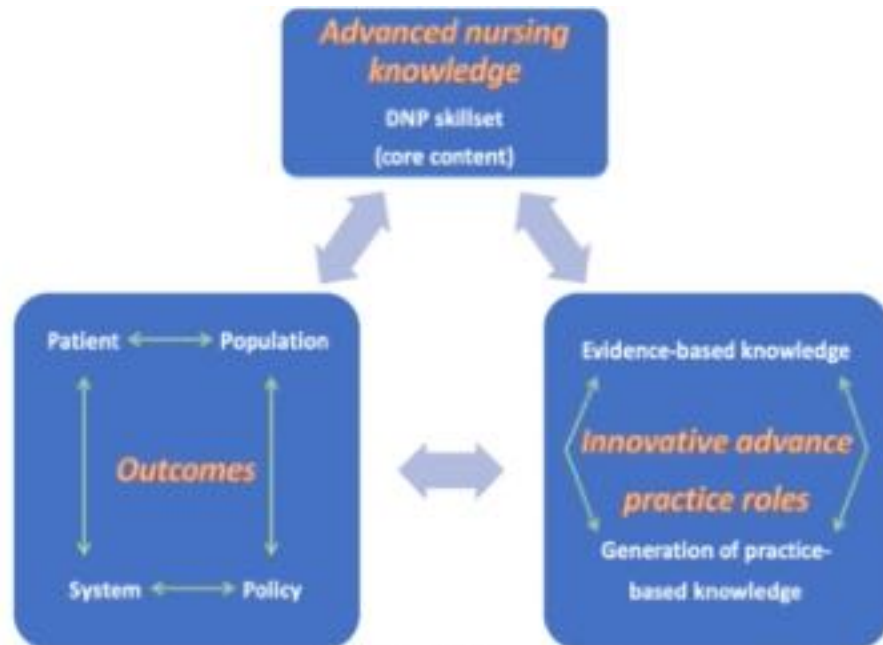 Advanced nursing
knowledge
DNP skillset
(core content)
Patient
Population
Outcomes
System
Policy
Evidence-based knowledge
Innovative advance
practice roles
Generation of practice-
based knowledge